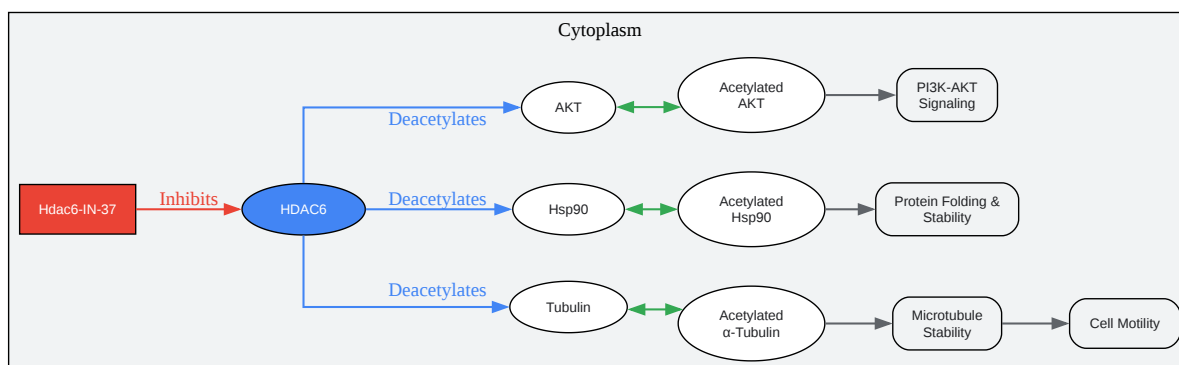 Cytoplasm
Deacetylates
AKT
Acetylated
AKT
PI3K-AKT
Signaling
Hdac6-IN-37
Inhibits
HDAC6
Deacetylates
Hsp90
Acetylated
Hsp90
Protein Folding &
Stability
Deacetylates
Tubulin
Acetylated
α-Tubulin
Microtubule
Stability
Cell Motility